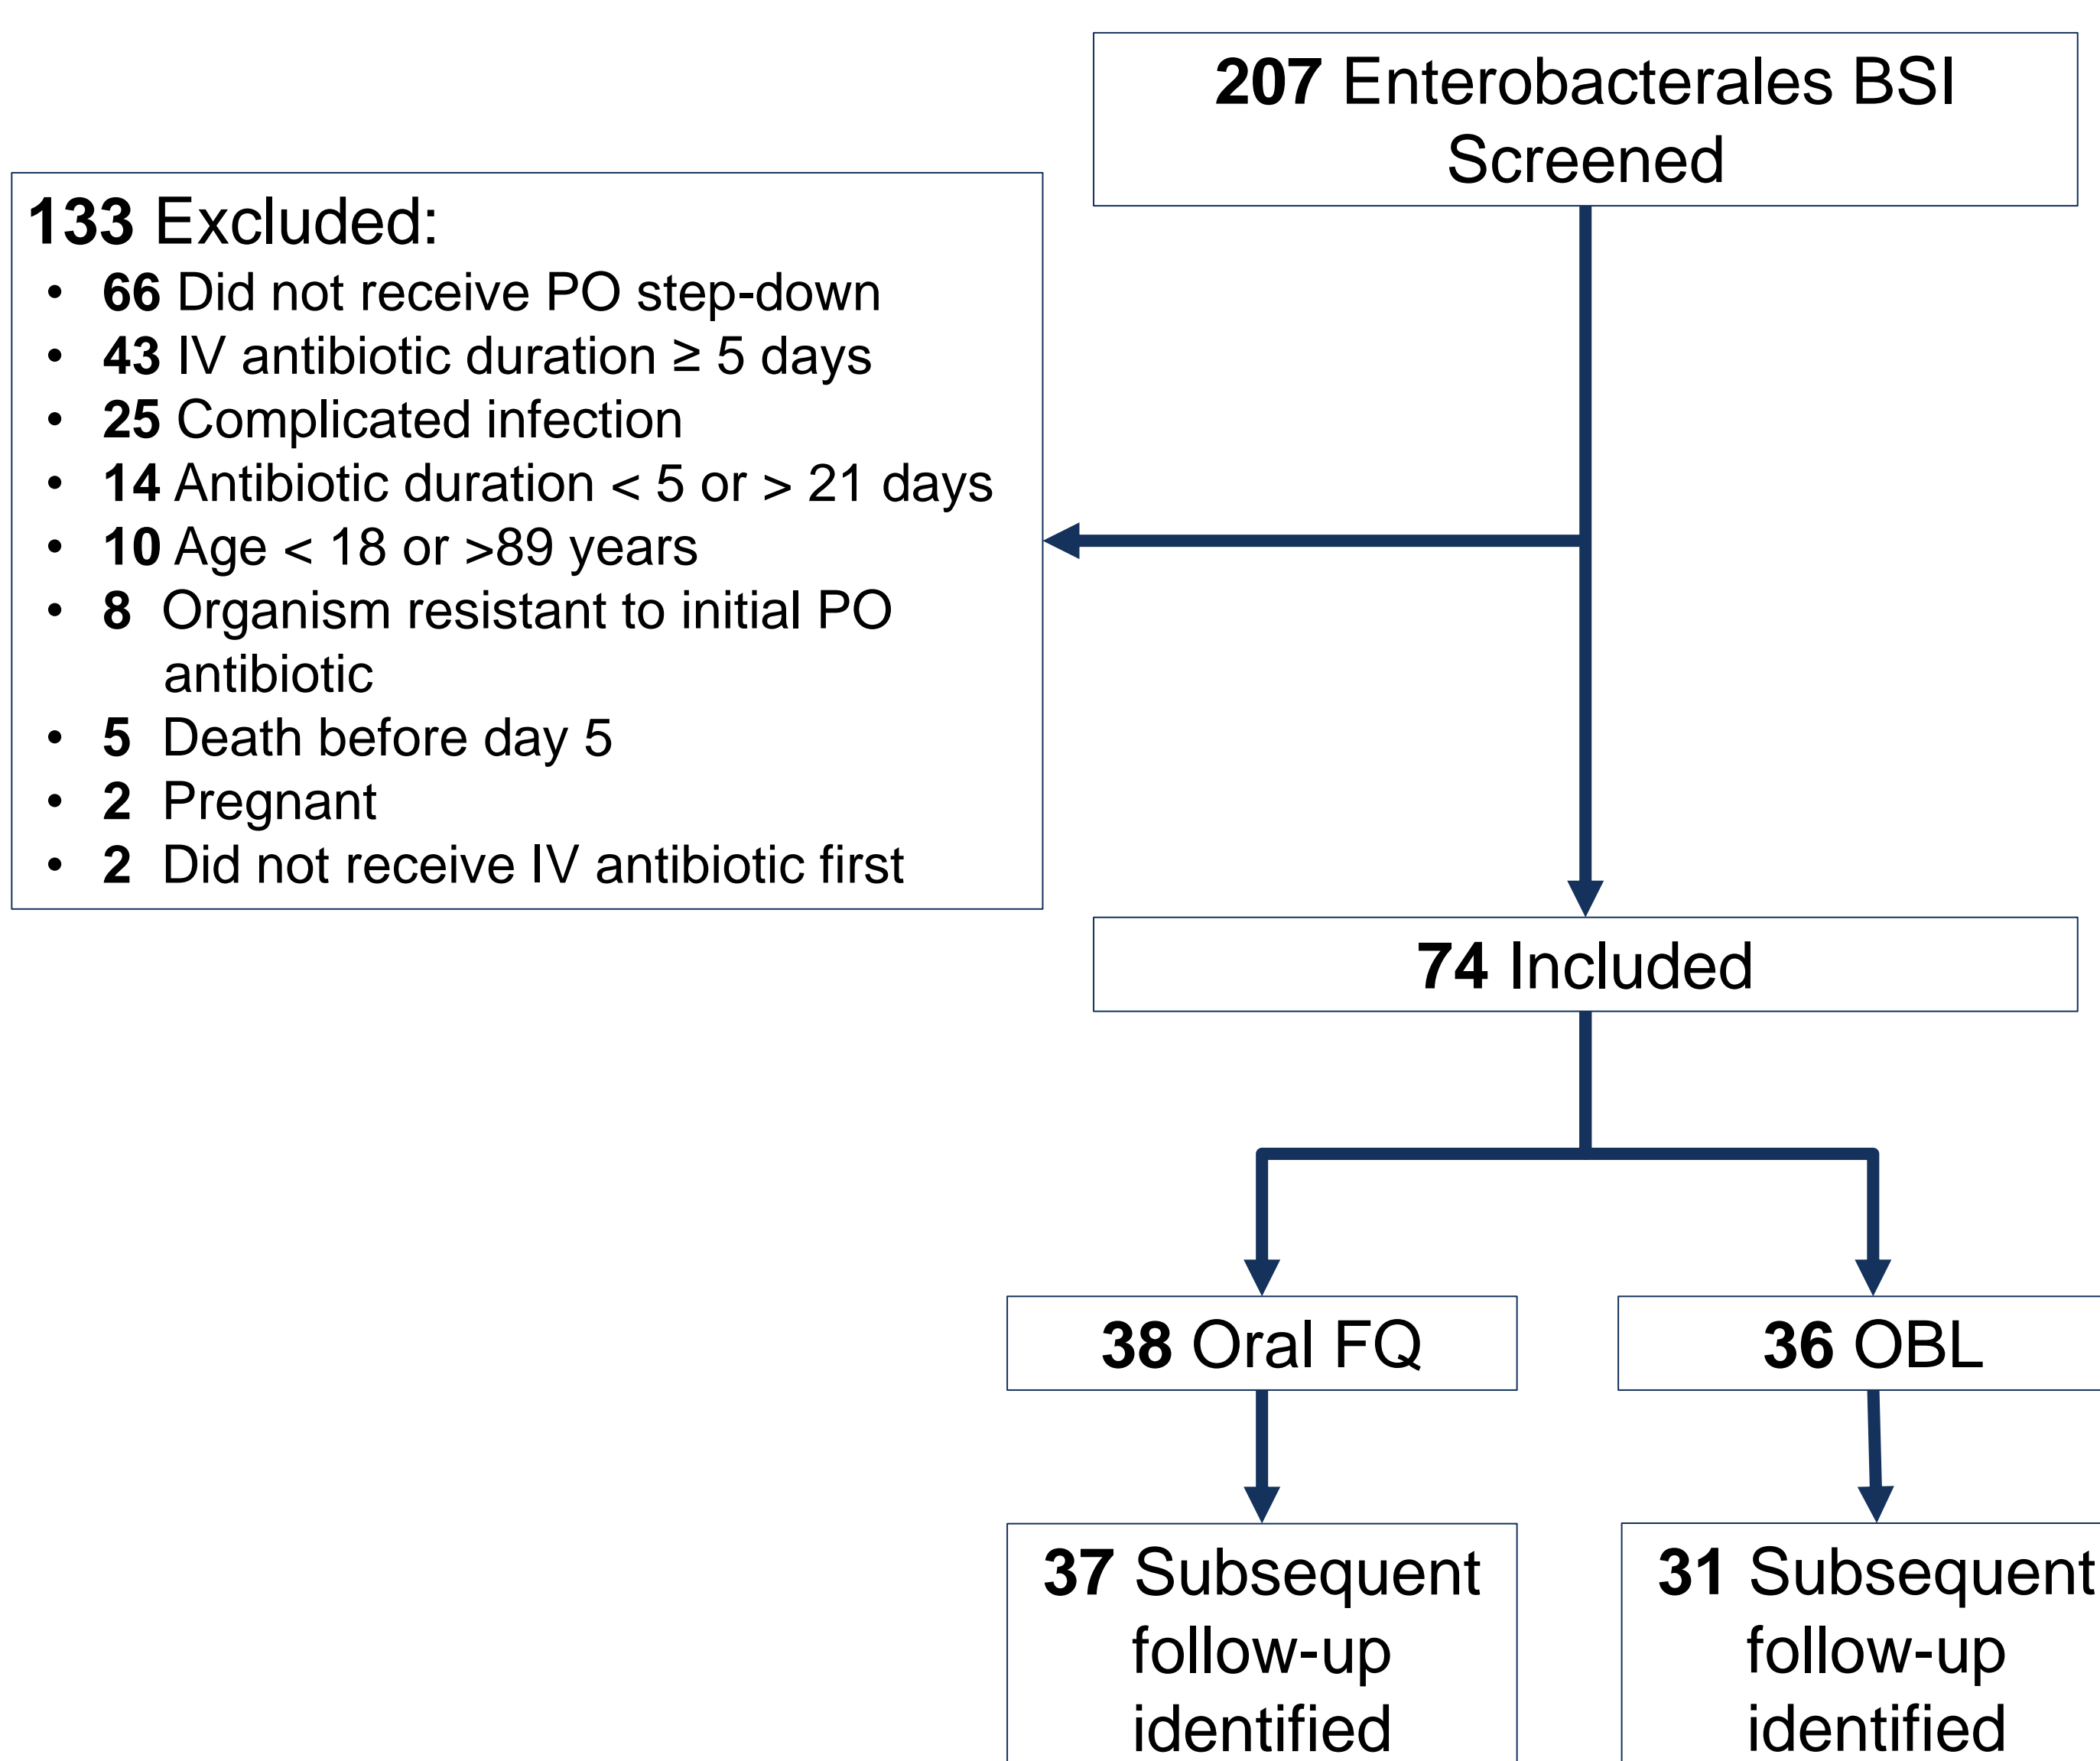 207 Enterobacterales BSI
Screened
133 Excluded:
• 66 Did not receive PO step-down
• 43 IV antibiotic duration ≥ 5 days
• 25 Complicated infection
• 14 Antibiotic duration < 5 or > 21 days
• 10 Age < 18 or >89 years
• 8 Organism resistant to initial PO
antibiotic
• 5 Death before day 5
• 2 Pregnant
• 2 Did not receive IV antibiotic first
74 Included
38 Oral FQ
36 OBL
37 Subsequent
follow-up
identified
31 Subsequent
follow-up
identified